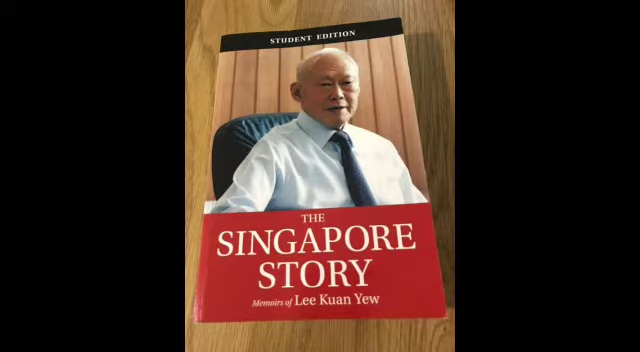 STUDENT EDITION
THE
SINGAPORE
STORY
Memoirs of Lee Kuan Yew